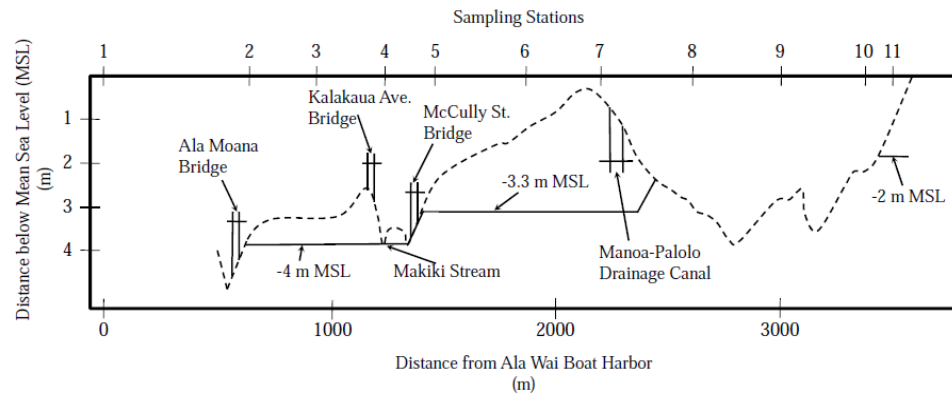 Sampling Stations
1 2 3 4 5 6 7 8 9 10 11
Distance below Mean Sea Level (MSL)
(m)
1
2
3
4
Kalakaua Ave.
Bridge
McCully St.
Bridge
Ala Moana
Bridge
-3.3 m MSL
-2 m MSL
-4 m MSL
Makiki Stream
Manoa-Palolo
Drainage Canal
0 1000 2000 3000
Distance from Ala Wai Boat Harbor
(m)